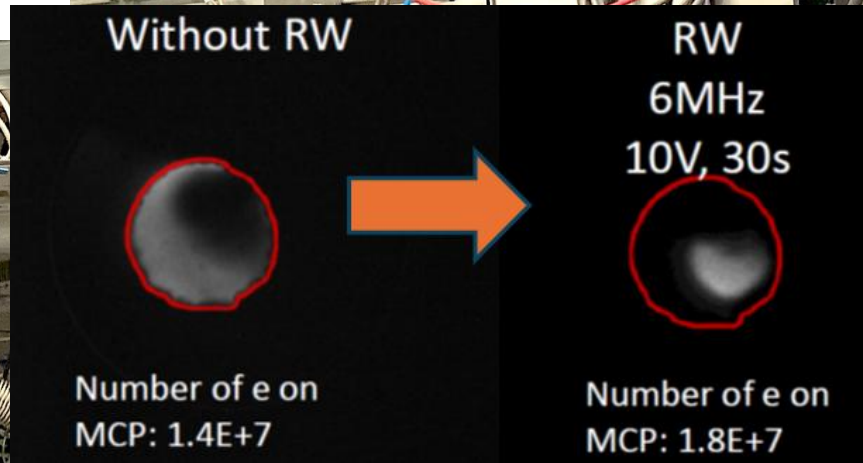 Without RW
Number of e on
MCP: 1.4E+7
RW
6MHz
10V, 30s
Number of e on
MCP: 1.8E+7